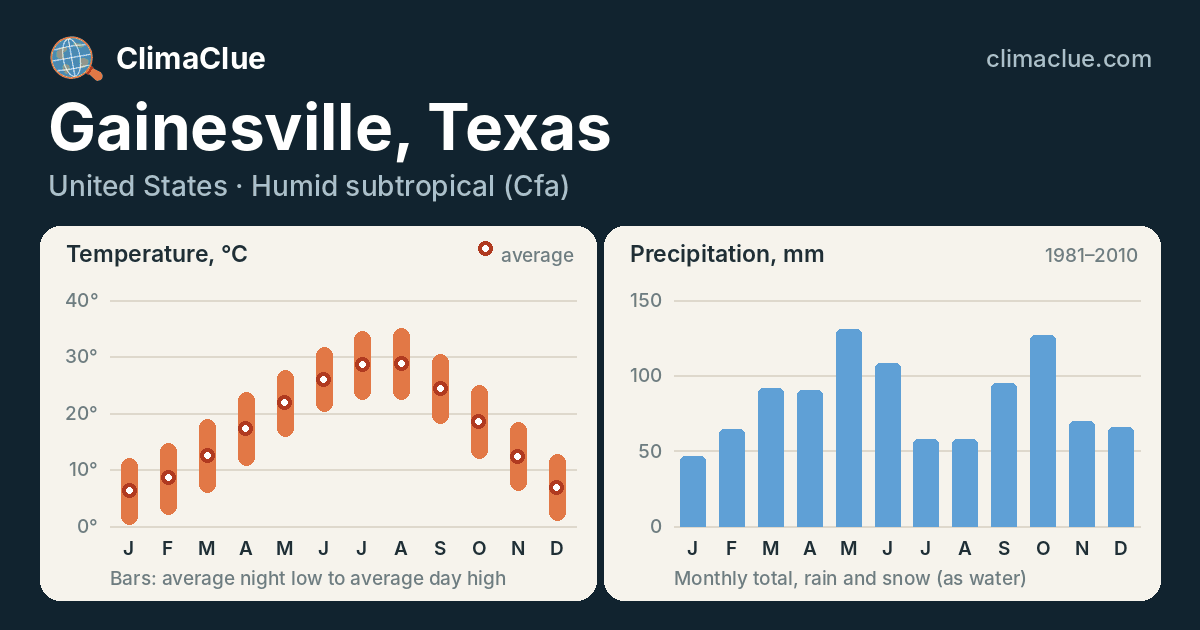 ClimaClue
climaclue.com
Gainesville, Texas
United States · Humid subtropical (Cfa)
Temperature, °C
average
40°
30°
20°
10°
0°
J F M A M J J A S O N D
Bars: average night low to average day high
Precipitation, mm
1981–2010
150
100
50
0
J F M A M J J A S O N D
Monthly total, rain and snow (as water)